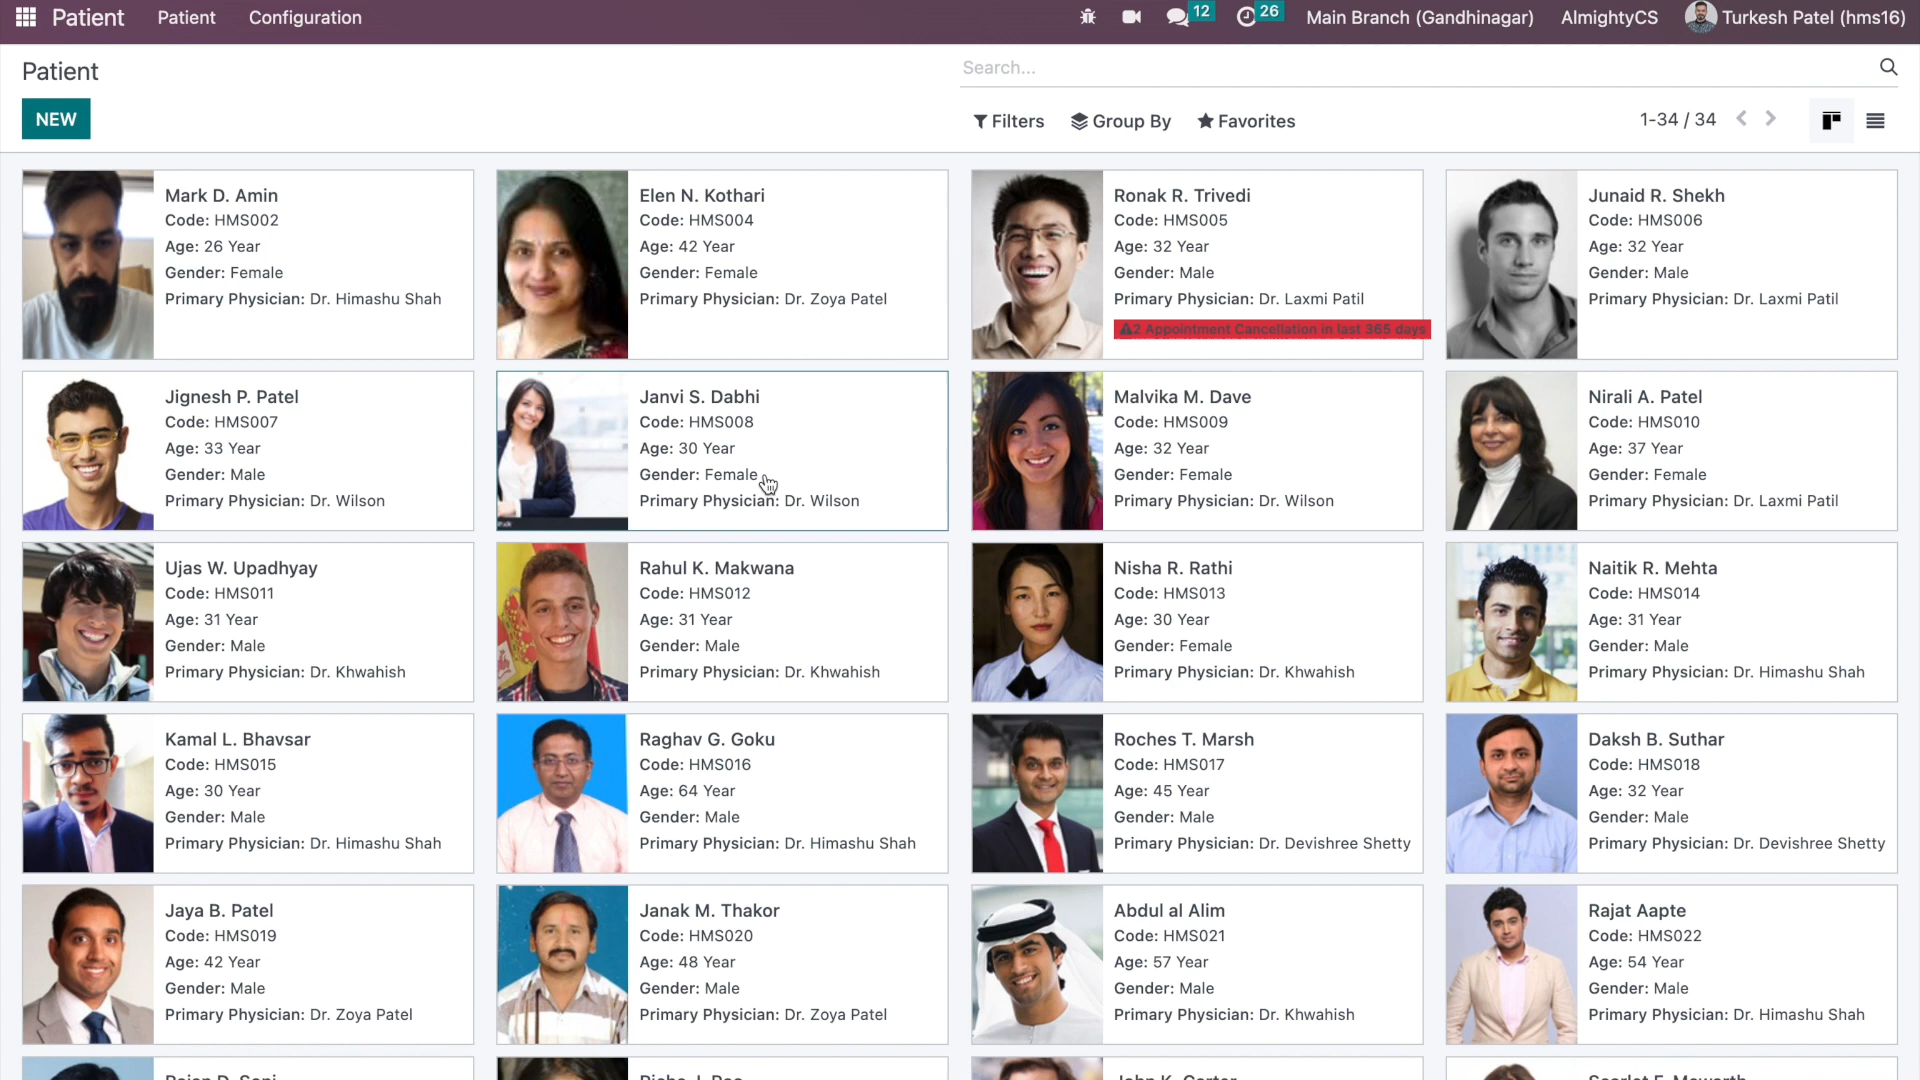 Patient Patient Configuration 12 26 Main Branch (Gandhinagar) AlmightyCS Turkesh Patel (hms16)
Patient
Search...
NEW
Filters Group By Favorites
1-34 / 34
Mark D. Amin
Code: HMS002
Age: 26 Year
Gender: Female
Primary Physician: Dr. Himashu Shah
Elen N. Kothari
Code: HMS004
Age: 42 Year
Gender: Female
Primary Physician: Dr. Zoya Patel
Ronak R. Trivedi
Code: HMS005
Age: 32 Year
Gender: Male
Primary Physician: Dr. Laxmi Patil
2 Appointment Cancellation in last 365 days
Junaid R. Shekh
Code: HMS006
Age: 32 Year
Gender: Male
Primary Physician: Dr. Laxmi Patil
Jignesh P. Patel
Code: HMS007
Age: 33 Year
Gender: Male
Primary Physician: Dr. Wilson
Janvi S. Dabhi
Code: HMS008
Age: 30 Year
Gender: Female
Primary Physician: Dr. Wilson
Malvika M. Dave
Code: HMS009
Age: 32 Year
Gender: Female
Primary Physician: Dr. Wilson
Nirali A. Patel
Code: HMS010
Age: 37 Year
Gender: Female
Primary Physician: Dr. Laxmi Patil
Ujas W. Upadhyay
Code: HMS011
Age: 31 Year
Gender: Male
Primary Physician: Dr. Khwahish
Rahul K. Makwana
Code: HMS012
Age: 31 Year
Gender: Male
Primary Physician: Dr. Khwahish
Nisha R. Rathi
Code: HMS013
Age: 30 Year
Gender: Female
Primary Physician: Dr. Khwahish
Naitik R. Mehta
Code: HMS014
Age: 31 Year
Gender: Male
Primary Physician: Dr. Himashu Shah
Kamal L. Bhavsar
Code: HMS015
Age: 30 Year
Gender: Male
Primary Physician: Dr. Himashu Shah
Raghav G. Goku
Code: HMS016
Age: 64 Year
Gender: Male
Primary Physician: Dr. Himashu Shah
Roches T. Marsh
Code: HMS017
Age: 45 Year
Gender: Male
Primary Physician: Dr. Devishree Shetty
Daksh B. Suthar
Code: HMS018
Age: 32 Year
Gender: Male
Primary Physician: Dr. Devishree Shetty
Jaya B. Patel
Code: HMS019
Age: 42 Year
Gender: Male
Primary Physician: Dr. Zoya Patel
Janak M. Thakor
Code: HMS020
Age: 48 Year
Gender: Male
Primary Physician: Dr. Zoya Patel
Abdul al Alim
Code: HMS021
Age: 57 Year
Gender: Male
Primary Physician: Dr. Khwahish
Rajat Aapte
Code: HMS022
Age: 54 Year
Gender: Male
Primary Physician: Dr. Himashu Shah